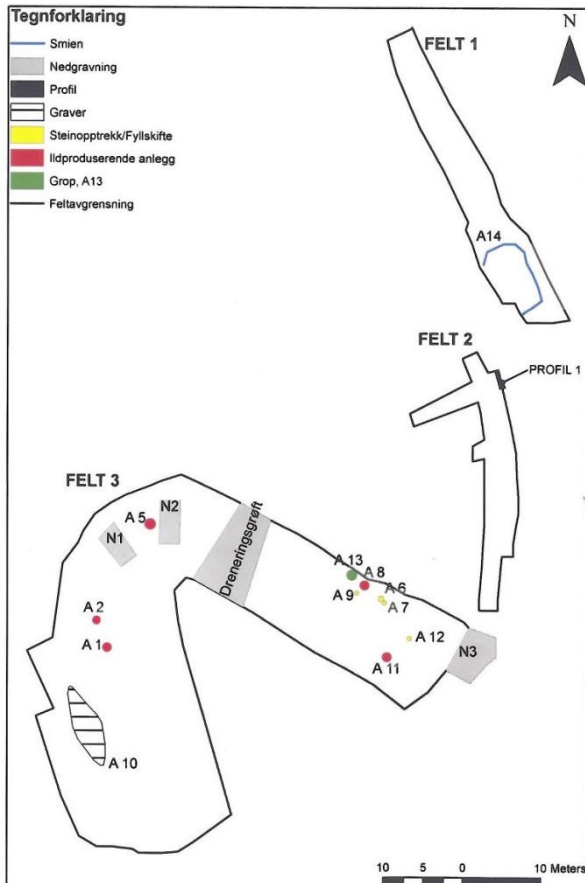 Tegnforklaring
Smien
Nedgravning
Profil
Graver
Steinopptrekk/Fyllskifte
Ildproduserende anlegg
Grop, A13
Feltavgrensning
FELT 1
N
A14
FELT 2
PROFIL 1
FELT 3
A 5
N2
N1
Dreneringsgrøft
A 13
A 8
A 6
A 9
A 7
A 2
A 12
A 1
A 11
N3
A 10
10 5 0 10 Meters